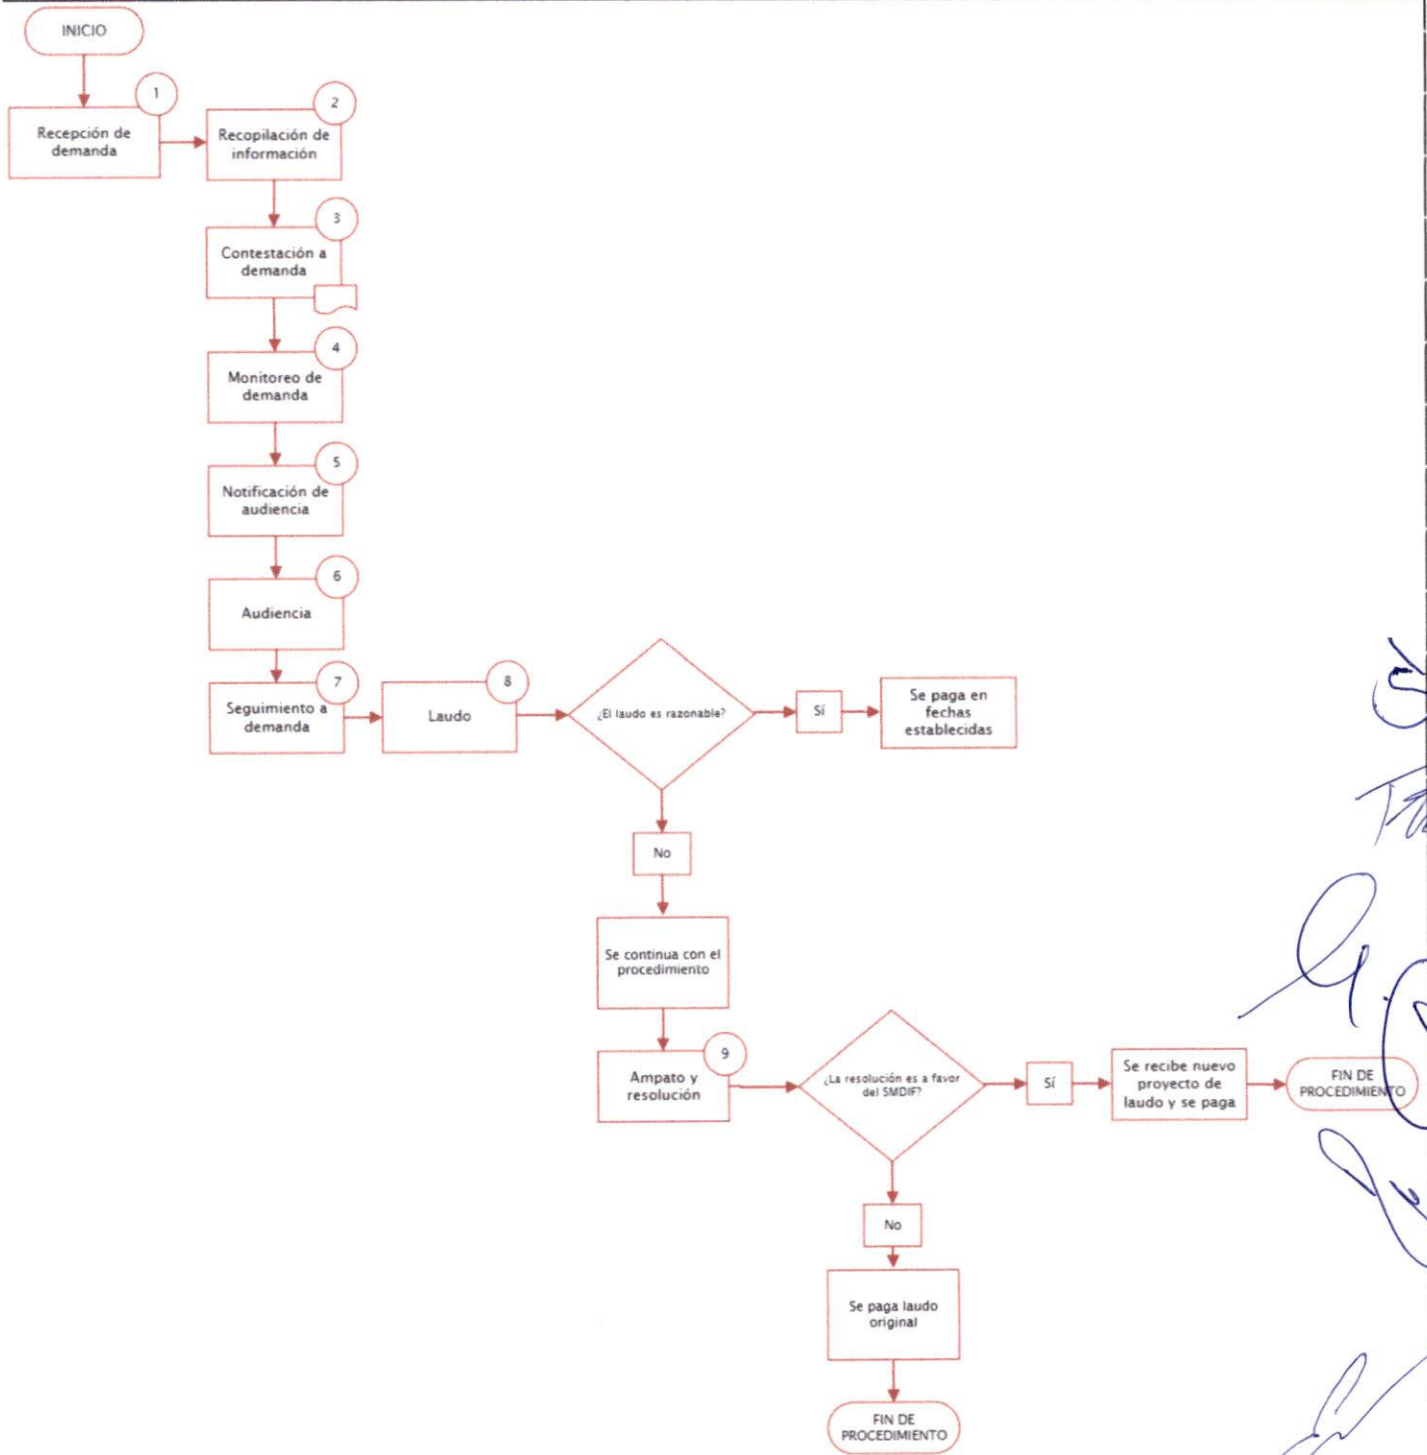 INICIO
1
Recepción de
demanda
2
Recopilación de
información
3
Contestación a
demanda
4
Monitoreo de
demanda
5
Notificación de
audiencia
6
Audiencia
7
Seguimiento a
demanda
8
Laudo
¿El laudo es razonable?
Sí
Se paga en
fechas
establecidas
No
Se continua con el
procedimiento
9
Ampato y
resolución
¿La resolución es a favor
del SMDIF?
Sí
Se recibe nuevo
proyecto de
laudo y se paga
FIN DE
PROCEDIMIENTO
No
Se paga laudo
original
FIN DE
PROCEDIMIENTO